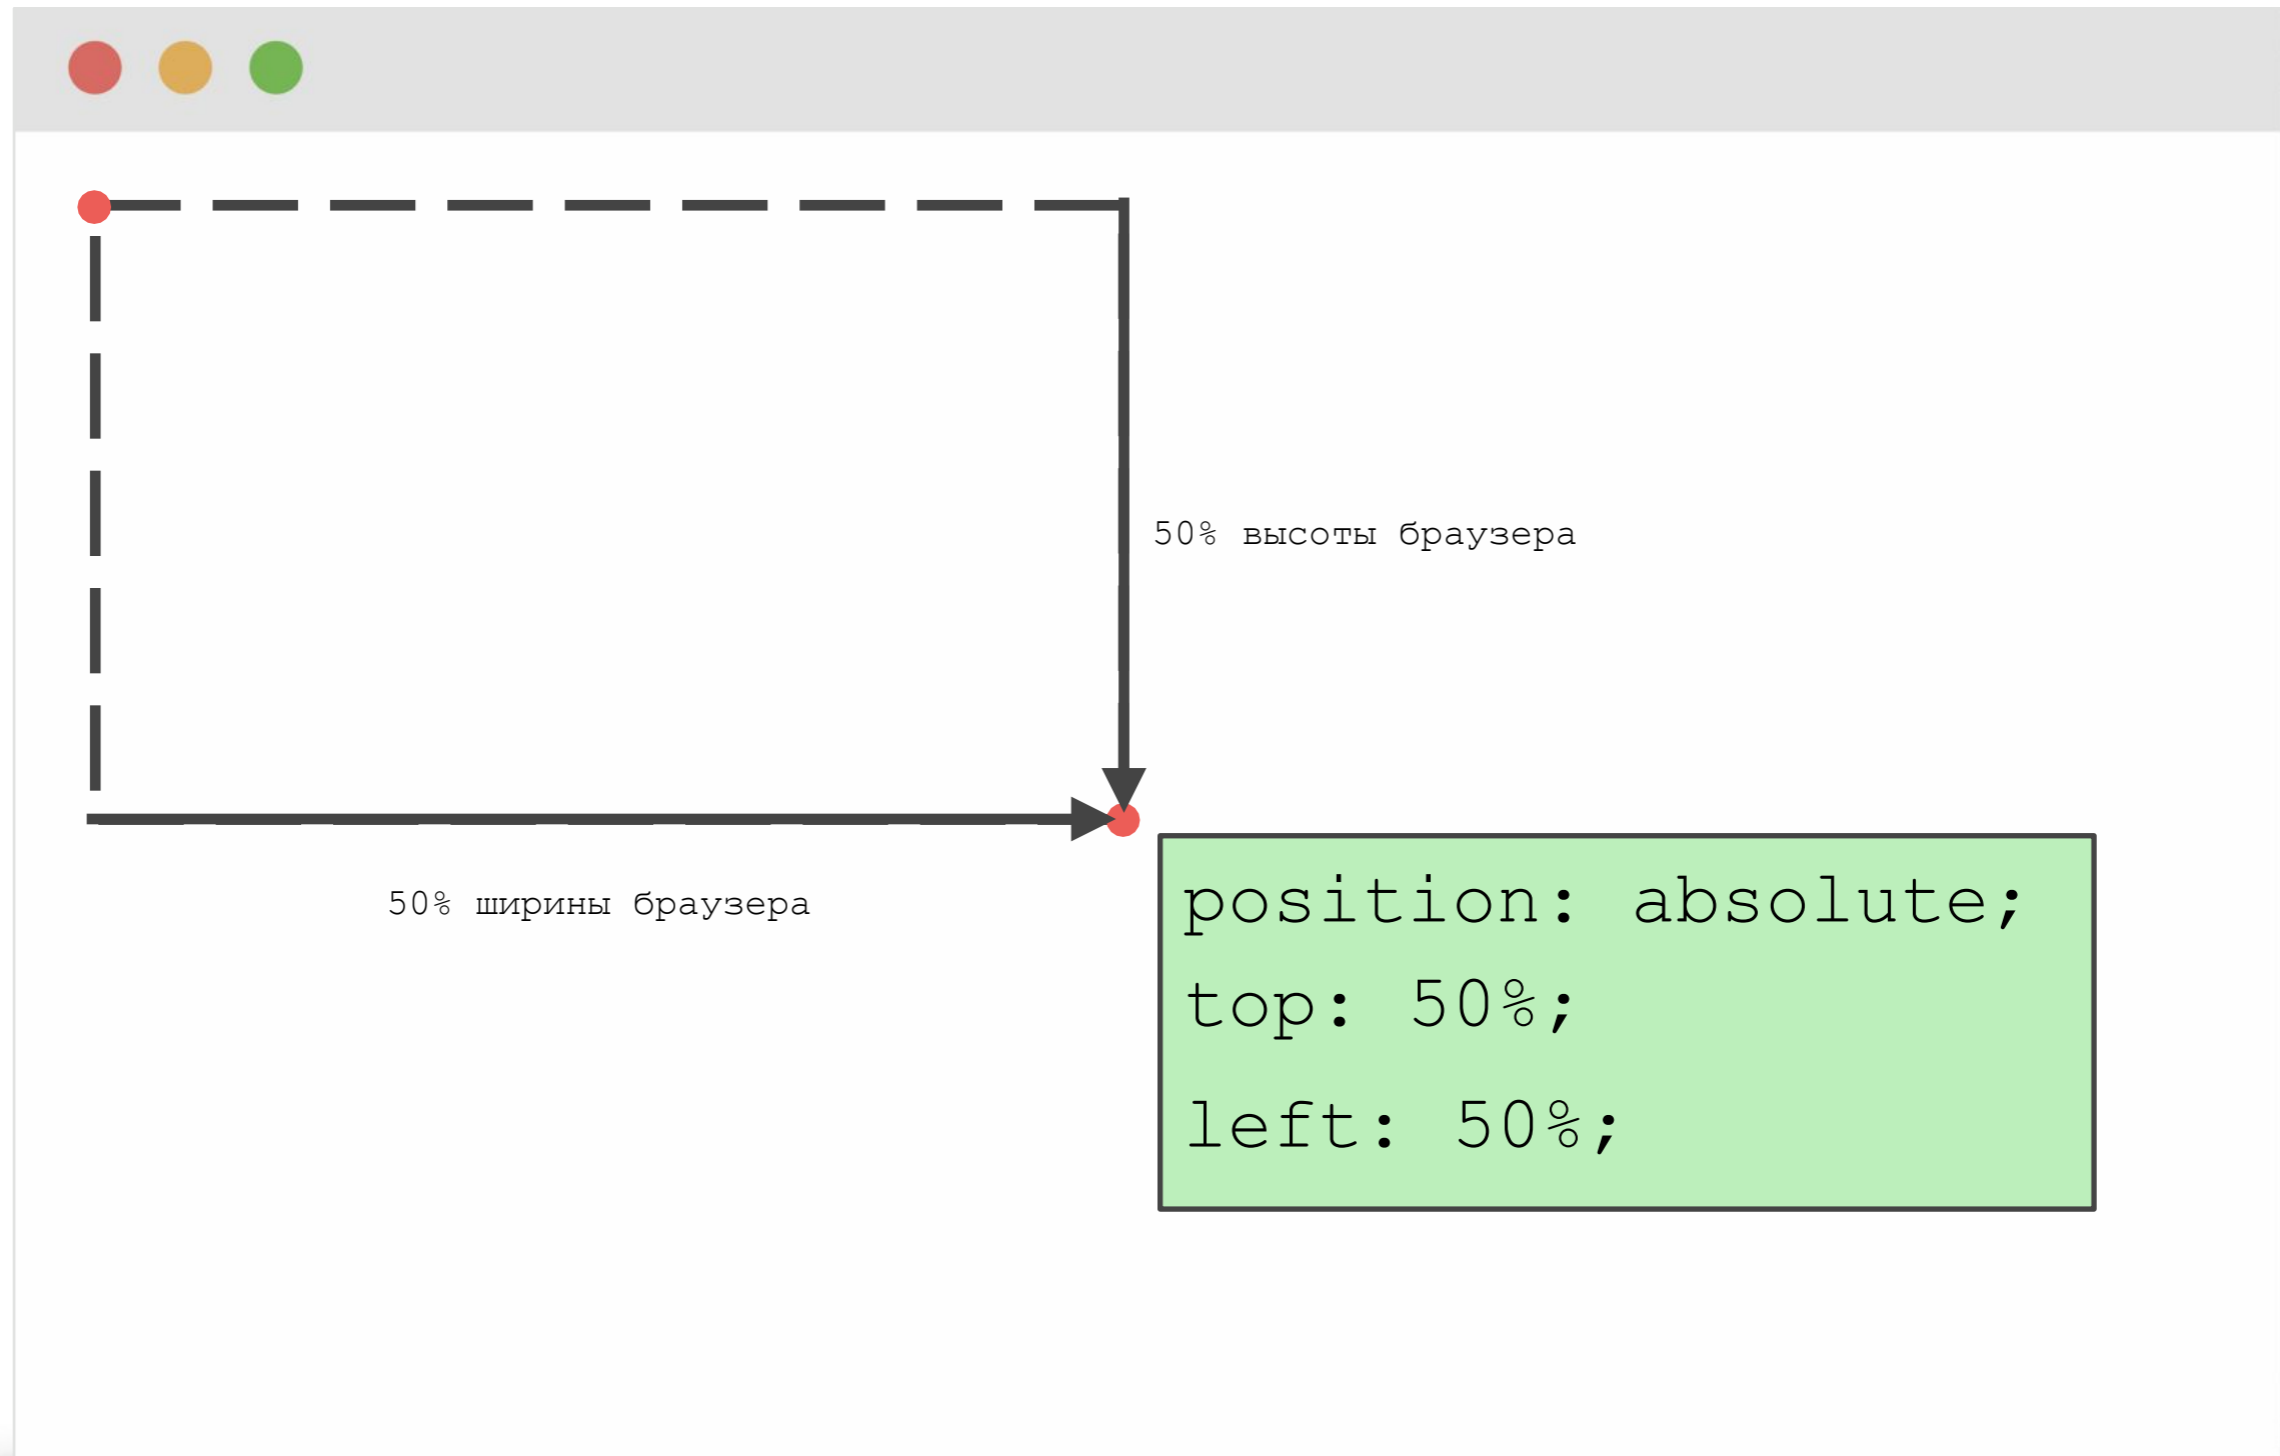 50% высоты браузера
50% ширины браузера
position: absolute;
top: 50%;
left: 50%;